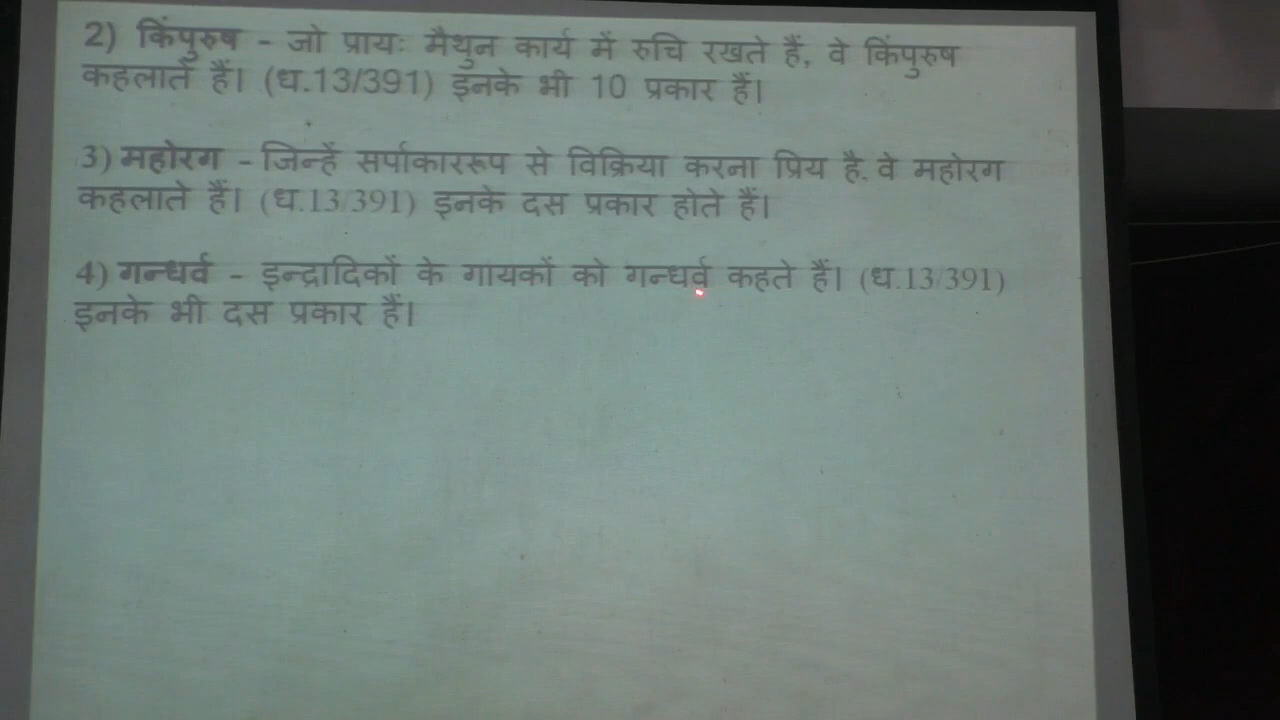 2) किंपुरुष - जो प्रायः मैथुन कार्य में रुचि रखते हैं, वे किंपुरुष
कहलाते हैं। (ध.13/391) इनके भी 10 प्रकार हैं।
3) महोरग - जिन्हें सर्पाकाररूप से विक्रिया करना प्रिय है, वे महोरग
कहलाते हैं। (ध.13/391) इनके दस प्रकार होते हैं।
4) गन्धर्व - इन्द्रादिकों के गायकों को गन्धर्व कहते हैं। (ध.13/391)
इनके भी दस प्रकार हैं।